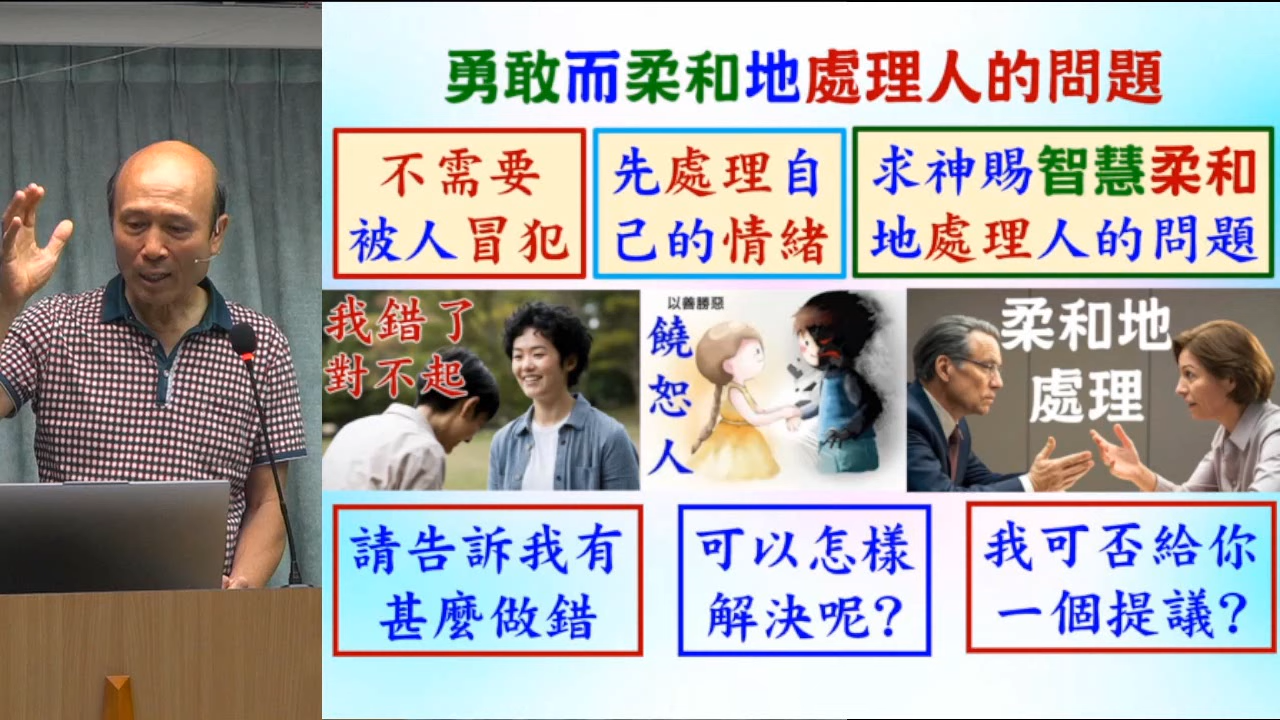 勇敢而柔和地處理人的問題
不需要
被人冒犯
先處理自
己的情緒
求神賜智慧柔和
地處理人的問題
我錯了
對不起
以善勝惡
饒
恕
人
柔和地
處理
請告訴我有
甚麼做錯
可以怎樣
解決呢?
我可否給你
一個提議?